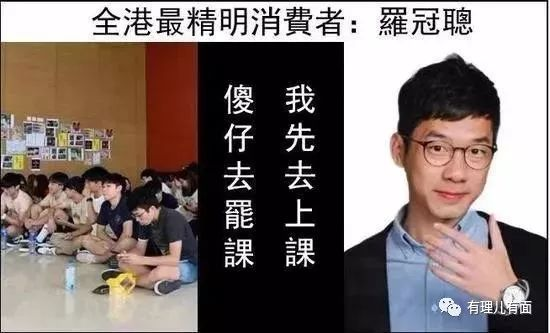 全港最精明消費者：羅冠聰
我先去上課
傻仔去罷課
有理儿有面